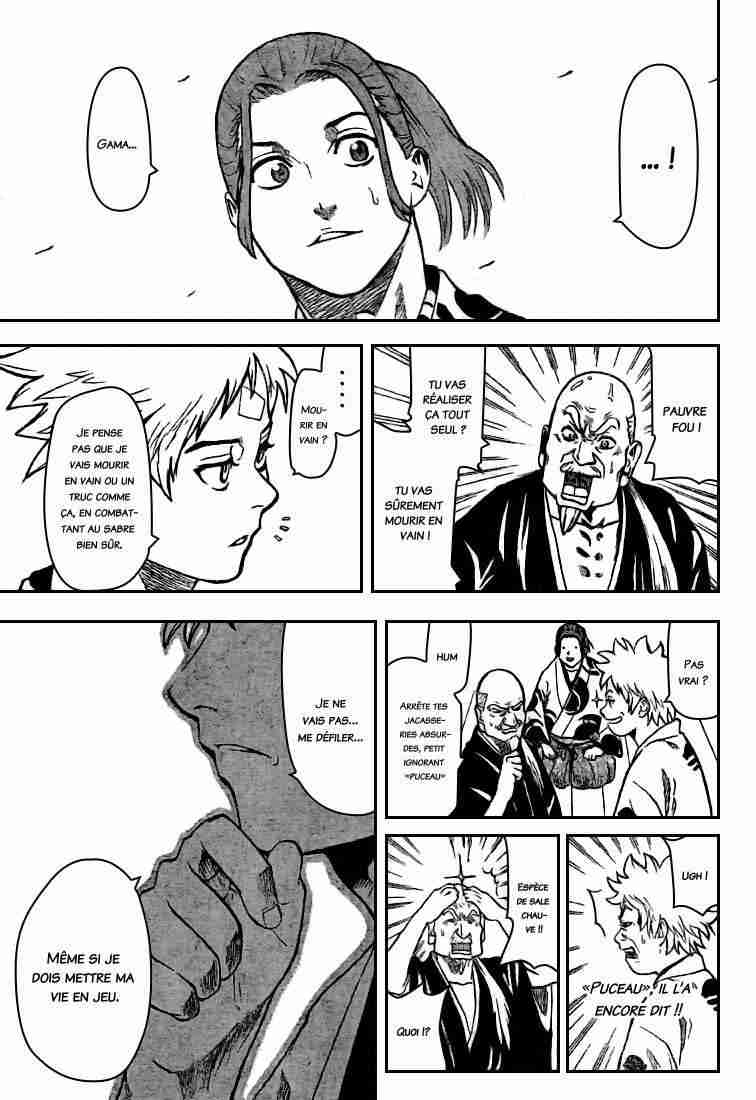 ... !
GAMA...
PAUVRE
FOU !
TU VAS
RÉALISER
ÇA TOUT
SEUL ?
TU VAS
SÛREMENT
MOURIR EN
VAIN !
....
MOU-
RIR EN
VAIN ?
JE PENSE
PAS QUE JE
VAIS MOURIR
EN VAIN OU UN
TRUC COMME
ÇA, EN COMBAT-
TANT AU SABRE
BIEN SÛR.
PAS
VRAI ?
HUM
ARRÊTE TES
JACASSE-
RIES ABSUR-
DES, PETIT
IGNORANT
«PUCEAU»
UGH !
«PUCEAU», IL L'A
ENCORE DIT !!
ESPÈCE
DE SALE
CHAU-
VE !!
QUOI !?
JE NE
VAIS PAS...
ME DÉFILER...
MÊME SI JE
DOIS METTRE MA
VIE EN JEU.